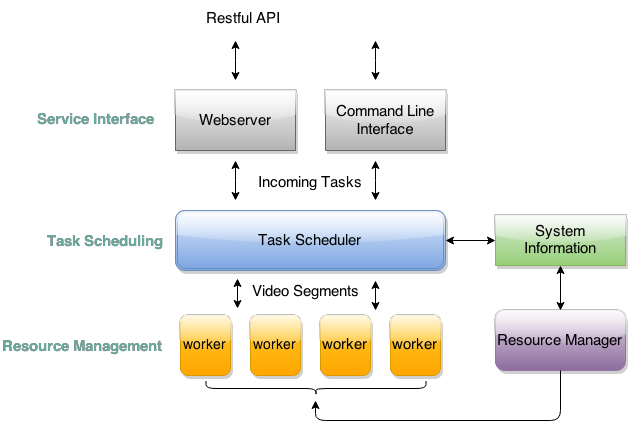 Restful API
Service Interface
Webserver
Command Line
Interface
Incoming Tasks
Task Scheduling
Task Scheduler
System
Information
Video Segments
Resource Management
worker
worker
worker
worker
Resource Manager